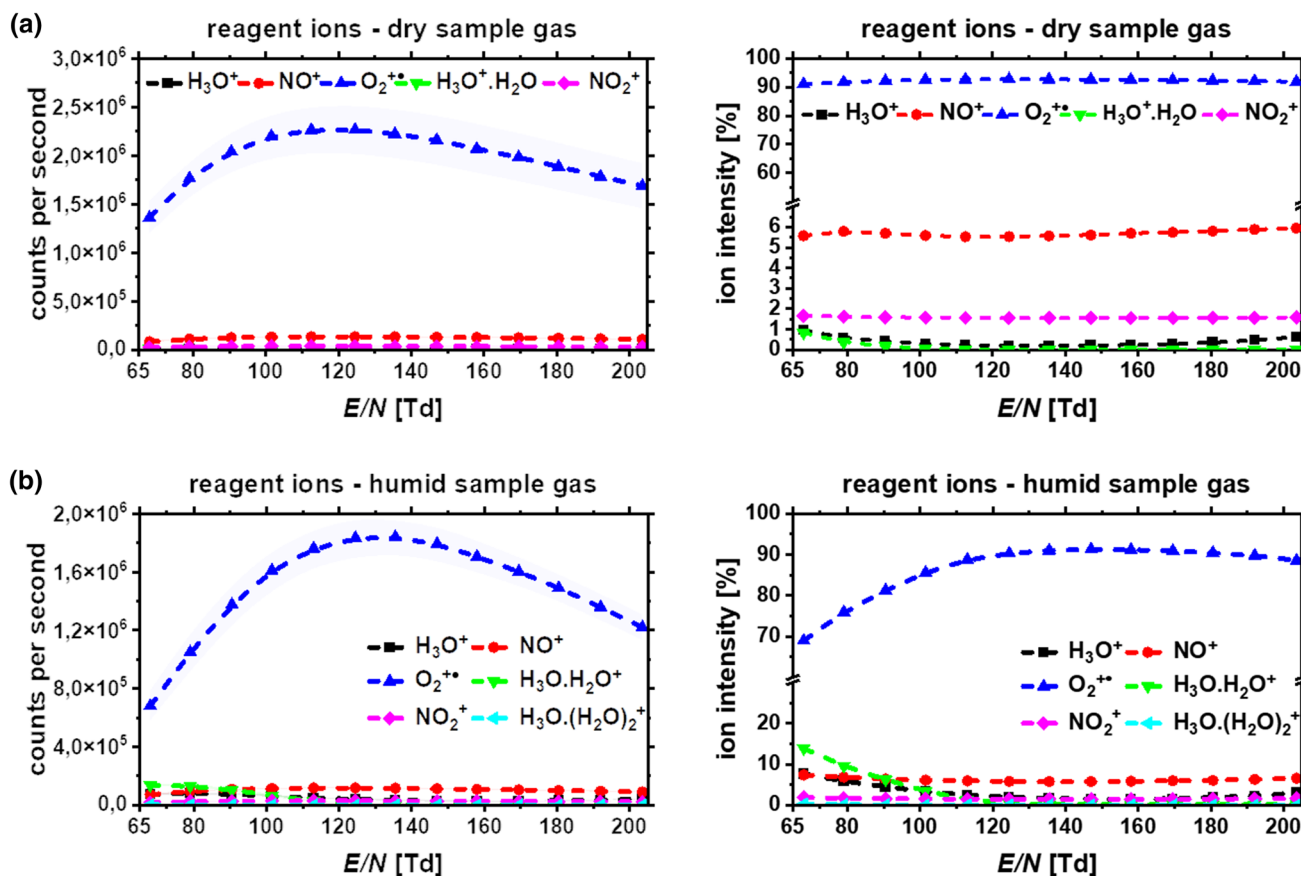 (a)
reagent ions - dry sample gas
3,0×10⁶
2,5×10⁶
2,0×10⁶
1,5×10⁶
1,0×10⁶
5,0×10⁵
0,0
counts per second
H₃O⁺ NO⁺ O₂⁺• H₃O⁺.H₂O NO₂⁺
65 80 100 120 140 160 180 200
E/N [Td]
reagent ions - dry sample gas
100
90
80
70
60
50
6
5
4
3
2
1
0
ion intensity [%]
H₃O⁺ NO⁺ O₂⁺• H₃O⁺.H₂O NO₂⁺
65 80 100 120 140 160 180 200
E/N [Td]
(b)
reagent ions - humid sample gas
2,0×10⁶
1,6×10⁶
1,2×10⁶
8,0×10⁵
4,0×10⁵
0,0
counts per second
H₃O⁺ NO⁺
O₂⁺• H₃O.H₂O⁺
NO₂⁺ H₃O.(H₂O)₂⁺
65 80 100 120 140 160 180 200
E/N [Td]
reagent ions - humid sample gas
100
90
80
70
20
10
0
ion intensity [%]
H₃O⁺ NO⁺
O₂⁺• H₃O.H₂O⁺
NO₂⁺ H₃O.(H₂O)₂⁺
65 80 100 120 140 160 180 200
E/N [Td]